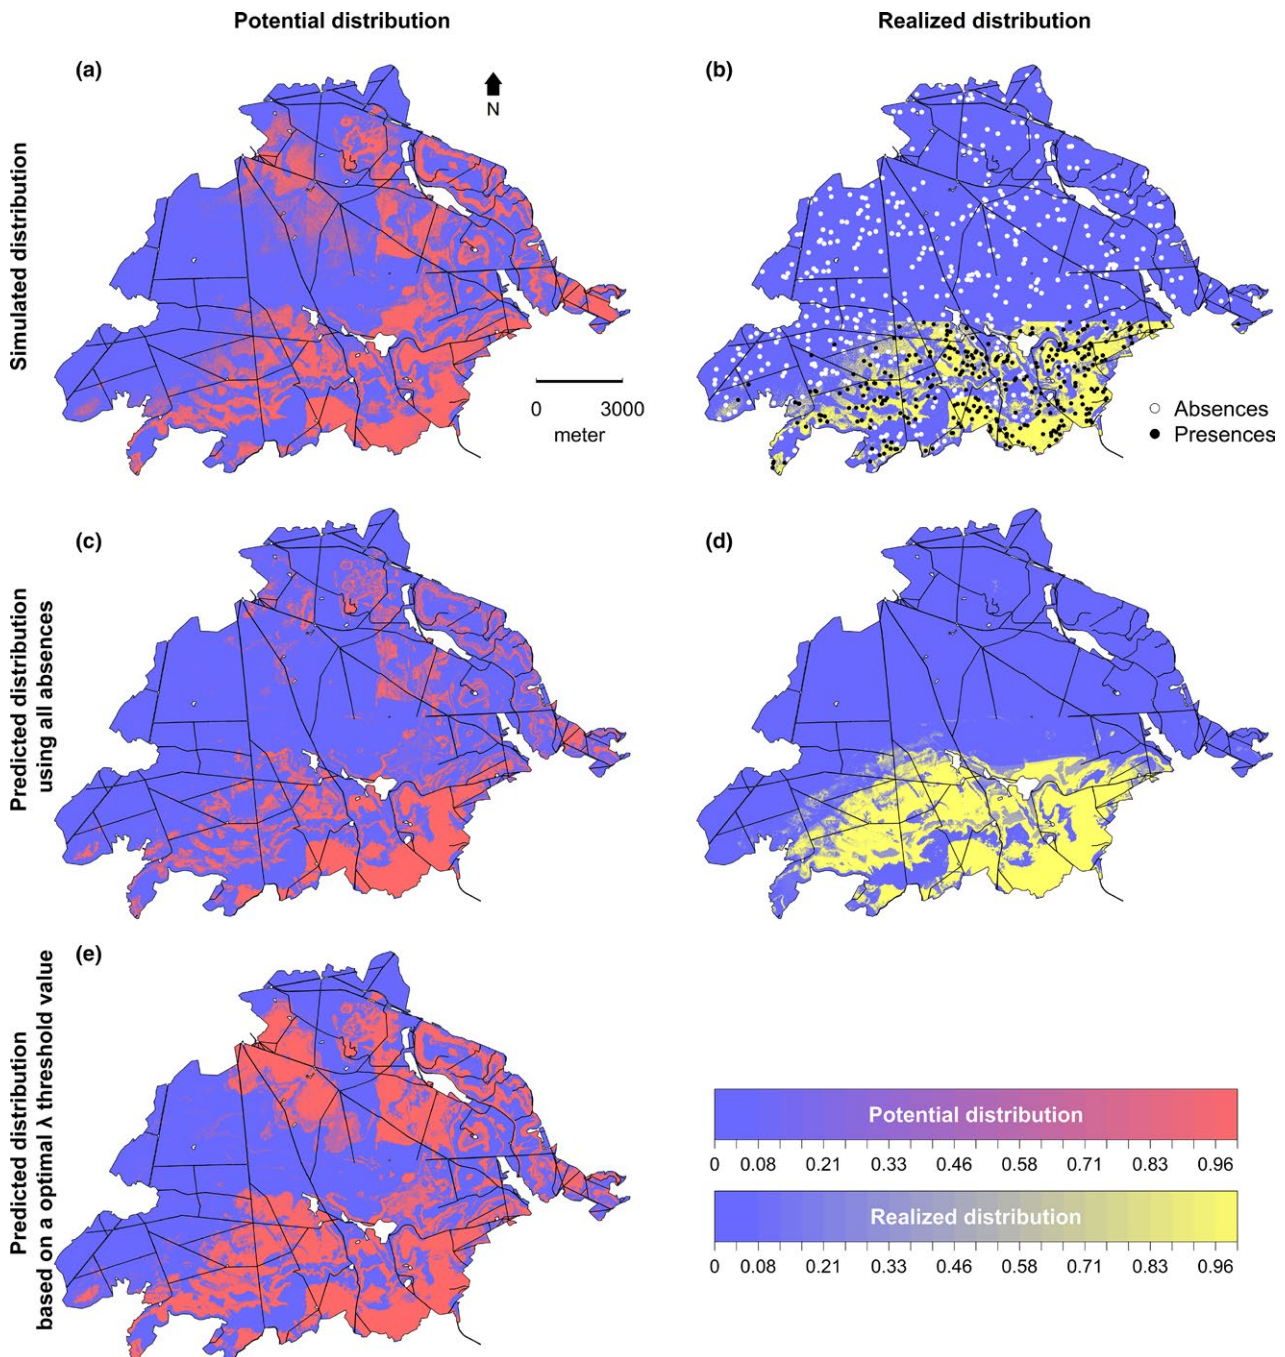 Potential distribution
Realized distribution
Simulated distribution
(a)
N
0
3000
meter
(b)
Absences
Presences
Predicted distribution
using all absences
(c)
(d)
Predicted distribution
based on a optimal λ threshold value
(e)
Potential distribution
0 0.08 0.21 0.33 0.46 0.58 0.71 0.83 0.96
Realized distribution
0 0.08 0.21 0.33 0.46 0.58 0.71 0.83 0.96